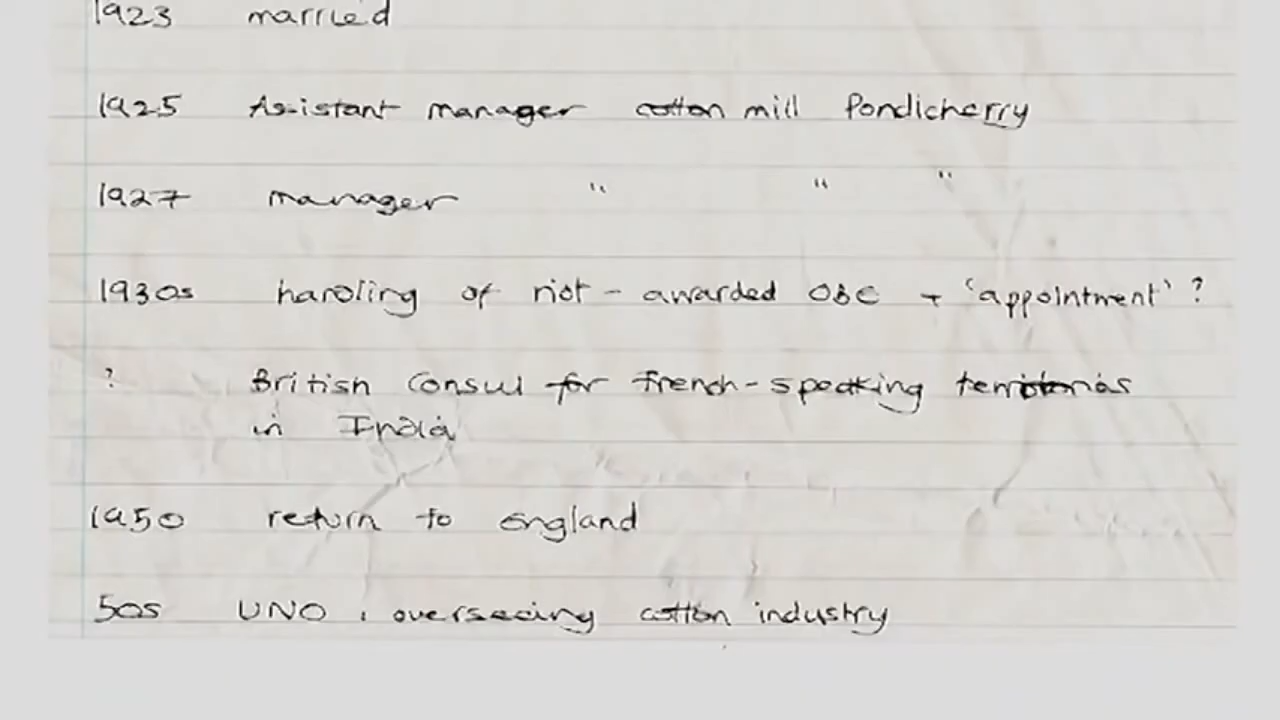 1923 married
1925 Assistant manager cotton mill Pondicherry
1927 manager " " "
1930s handling of riot - awarded OBE + 'appointment' ?
? British Consul for French-speaking territories
in India
1950 return to England
50s UNO , overseeing cotton industry